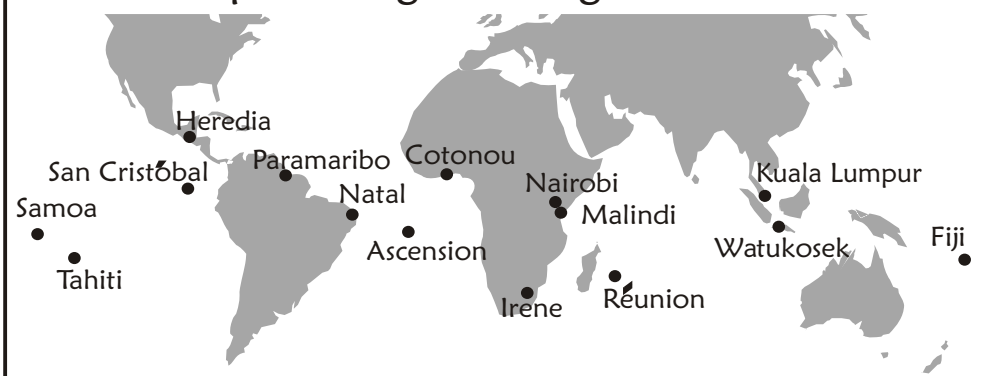 Heredia
San Cristóbal
Paramaribo
Cotonou
Samoa
Natal
Nairobi
Malindi
Kuala Lumpur
Ascension
Watukosek
Fiji
Tahiti
Irene
Réunion